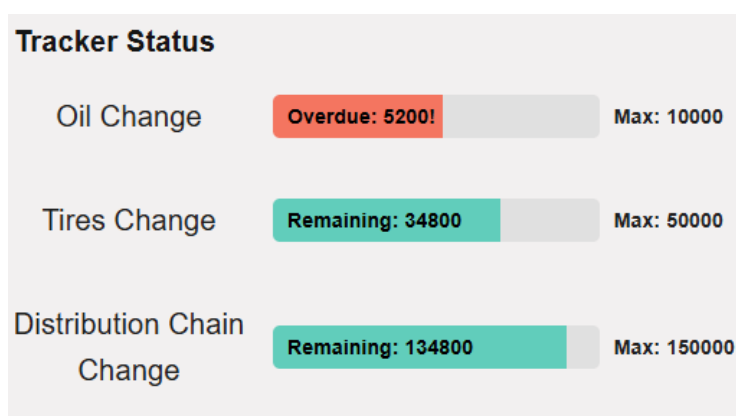 Tracker Status
Oil Change
Overdue: 5200!
Max: 10000
Tires Change
Remaining: 34800
Max: 50000
Distribution Chain
Change
Remaining: 134800
Max: 150000